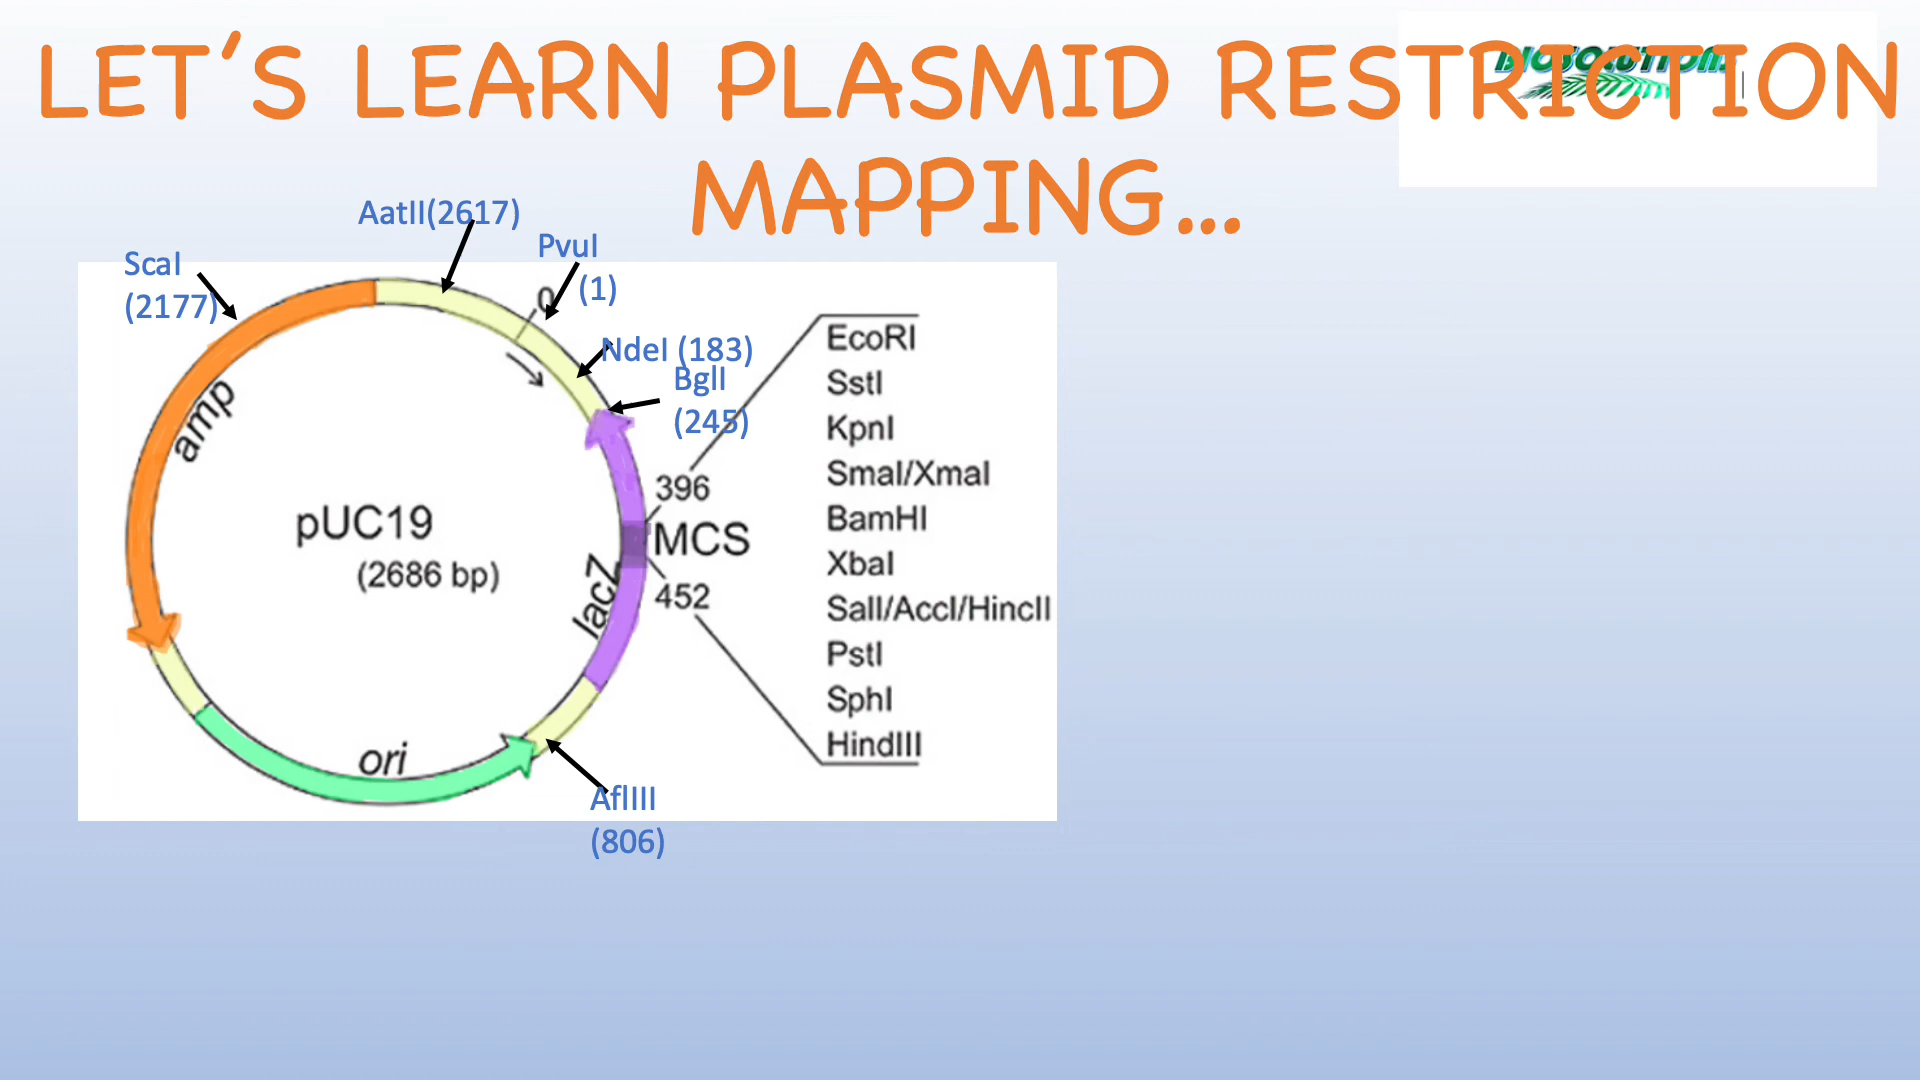 LET'S LEARN PLASMID RESTRICTION
MAPPING...
BIOSOLUTIONS
AatII(2617)
PvuI
(1)
ScaI
(2177)
0
NdeI (183)
BglI
(245)
amp
pUC19
(2686 bp)
396
MCS
452
lacZ
ori
AflIII
(806)
EcoRI
SstI
KpnI
SmaI/XmaI
BamHI
XbaI
SalI/AccI/HincII
PstI
SphI
HindIII